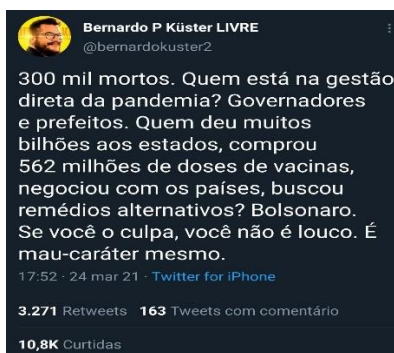 Bernardo P Küster LIVRE
@bernardokuster2
300 mil mortos. Quem está na gestão
direta da pandemia? Governadores
e prefeitos. Quem deu muitos
bilhões aos estados, comprou
562 milhões de doses de vacinas,
negociou com os países, buscou
remédios alternativos? Bolsonaro.
Se você o culpa, você não é louco. É
mau-caráter mesmo.
17:52 · 24 mar 21 · Twitter for iPhone
3.271 Retweets 163 Tweets com comentário
10,8K Curtidas